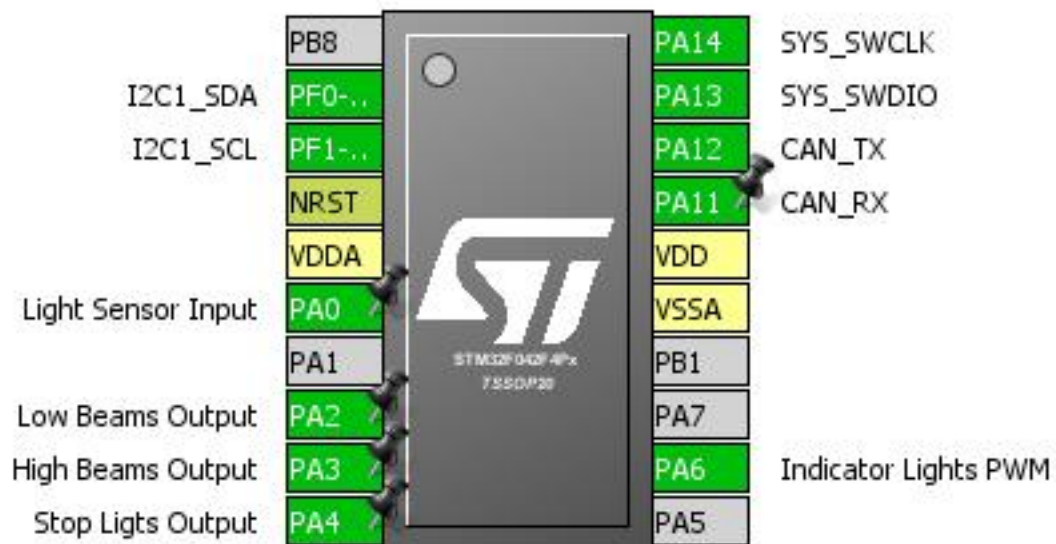 PB8 PA14 SYS_SWCLK
I2C1_SDA PF0-.. PA13 SYS_SWDIO
I2C1_SCL PF1-.. PA12 CAN_TX
NRST PA11 CAN_RX
VDDA VDD
Light Sensor Input PA0 VSSA
PA1 PB1
STM32F042F4Px
TSSOP20
Low Beams Output PA2 PA7
High Beams Output PA3 PA6 Indicator Lights PWM
Stop Ligts Output PA4 PA5